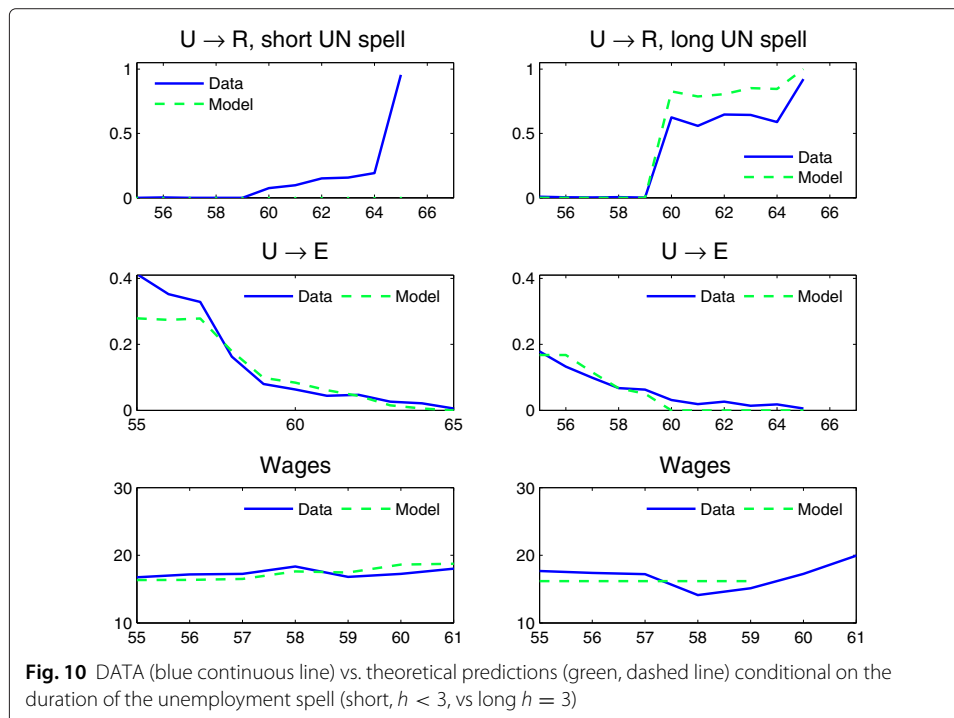 U → R, short UN spell
1
0.5
0
Data
Model
56 58 60 62 64 66
U → R, long UN spell
1
0.5
0
Data
Model
56 58 60 62 64 66
U → E
0.4
0.2
0
Data Model
55 60 65
U → E
0.4
0.2
0
Data Model
56 58 60 62 64 66
Wages
30
20
10
Data Model
55 56 57 58 59 60 61
Wages
30
20
10
Data Model
55 56 57 58 59 60 61
Fig. 10 DATA (blue continuous line) vs. theoretical predictions (green, dashed line) conditional on the
duration of the unemployment spell (short, h < 3, vs long h = 3)